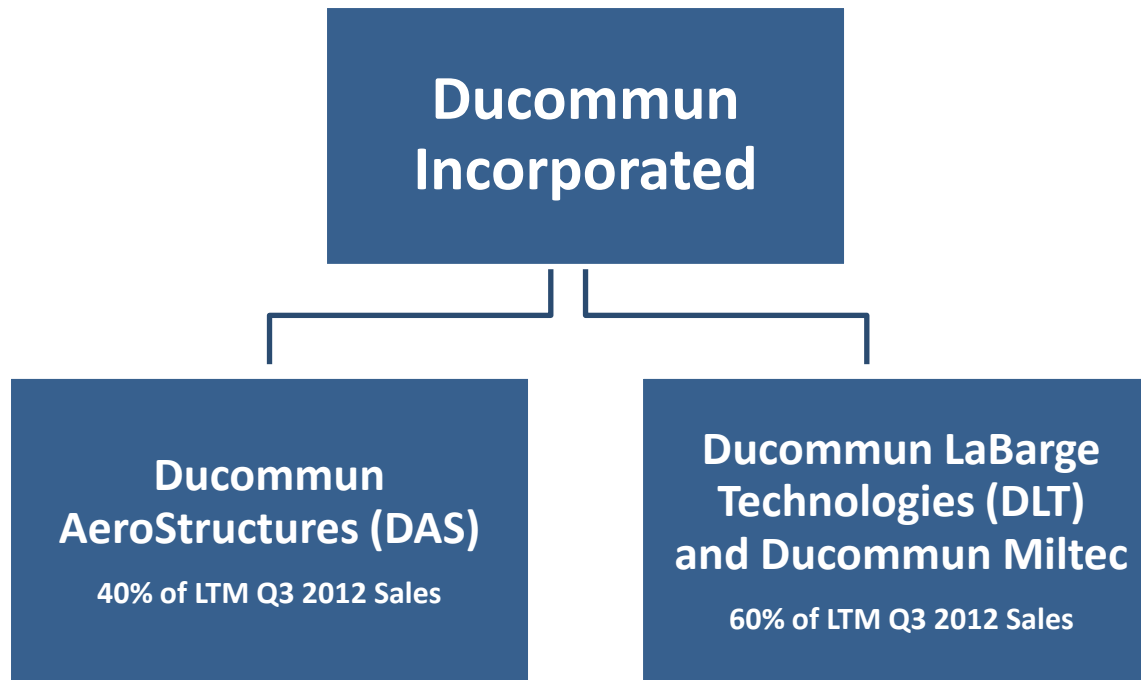 Ducommun
Incorporated
Ducommun
AeroStructures (DAS)
40% of LTM Q3 2012 Sales
Ducommun LaBarge
Technologies (DLT)
and Ducommun Miltec
60% of LTM Q3 2012 Sales